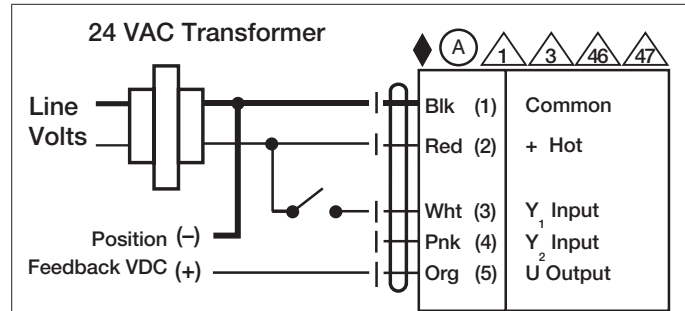 24 VAC Transformer
A 1 3 46 47
Line
Volts
Blk (1) Common
Red (2) + Hot
Wht (3) Y1 Input
Pnk (4) Y2 Input
Org (5) U Output
Position (–)
Feedback VDC (+)